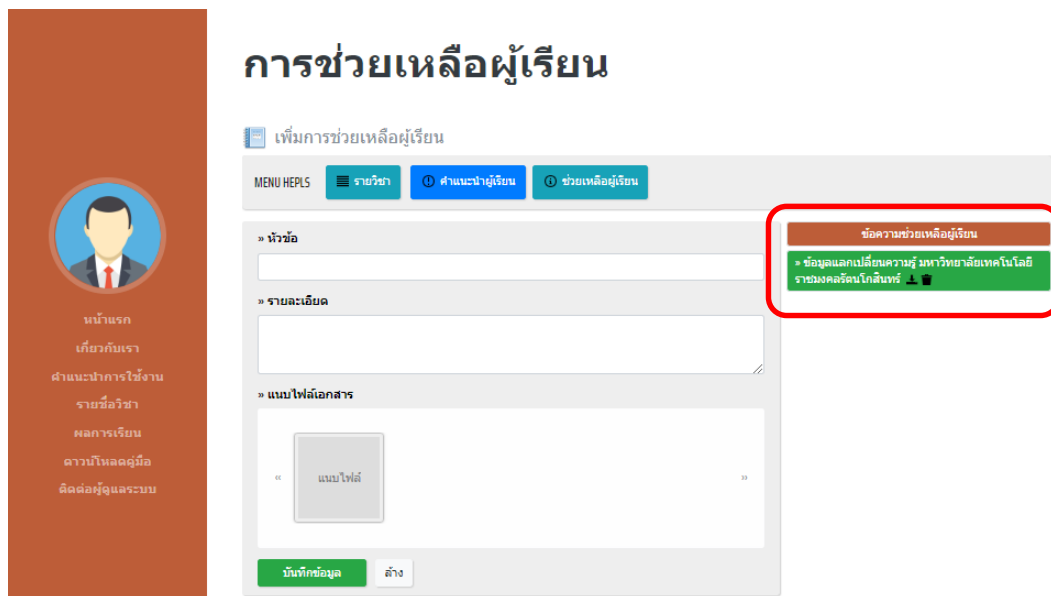 การช่วยเหลือผู้เรียน
เพิ่มการช่วยเหลือผู้เรียน
MENU HEPLS รายวิชา คำแนะนำผู้เรียน ช่วยเหลือผู้เรียน
» หัวข้อ
» รายละเอียด
» แนบไฟล์เอกสาร
« แนบไฟล์ »
บันทึกข้อมูล ล้าง
ข้อความช่วยเหลือผู้เรียน
» ข้อมูลแลกเปลี่ยนความรู้ มหาวิทยาลัยเทคโนโลยี
ราชมงคลรัตนโกสินทร์
หน้าแรก
เกี่ยวกับเรา
คำแนะนำการใช้งาน
รายชื่อวิชา
ผลการเรียน
ดาวน์โหลดคู่มือ
ติดต่อผู้ดูแลระบบ